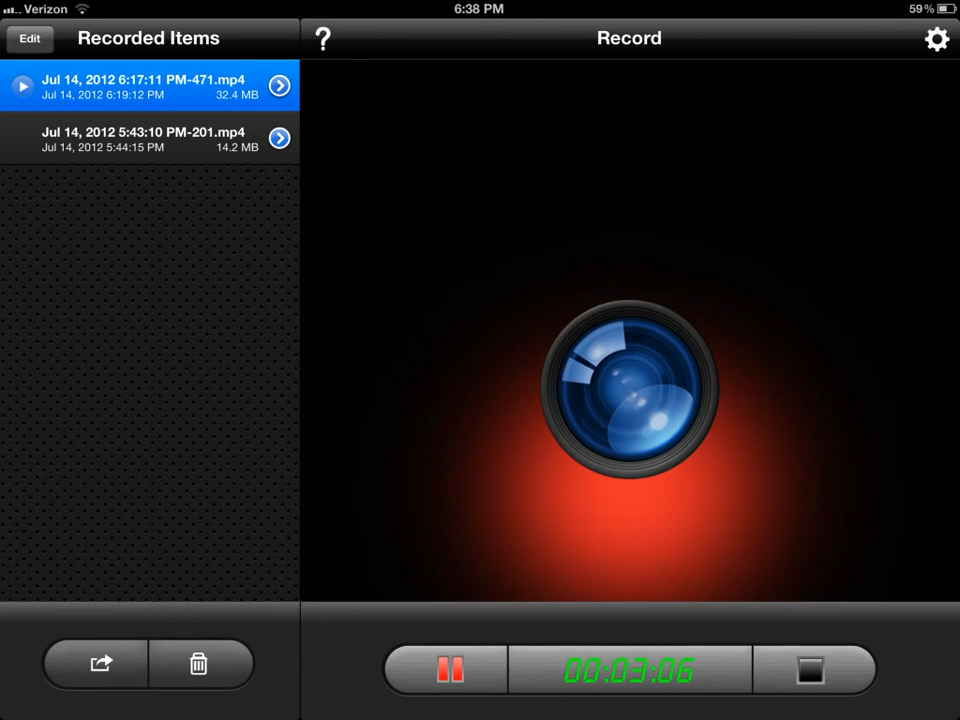 Verizon
6:38 PM
59%
Edit
Recorded Items
?
Record
Jul 14, 2012 6:17:11 PM-471.mp4
Jul 14, 2012 6:19:12 PM 32.4 MB
Jul 14, 2012 5:43:10 PM-201.mp4
Jul 14, 2012 5:44:15 PM 14.2 MB
00:03:06